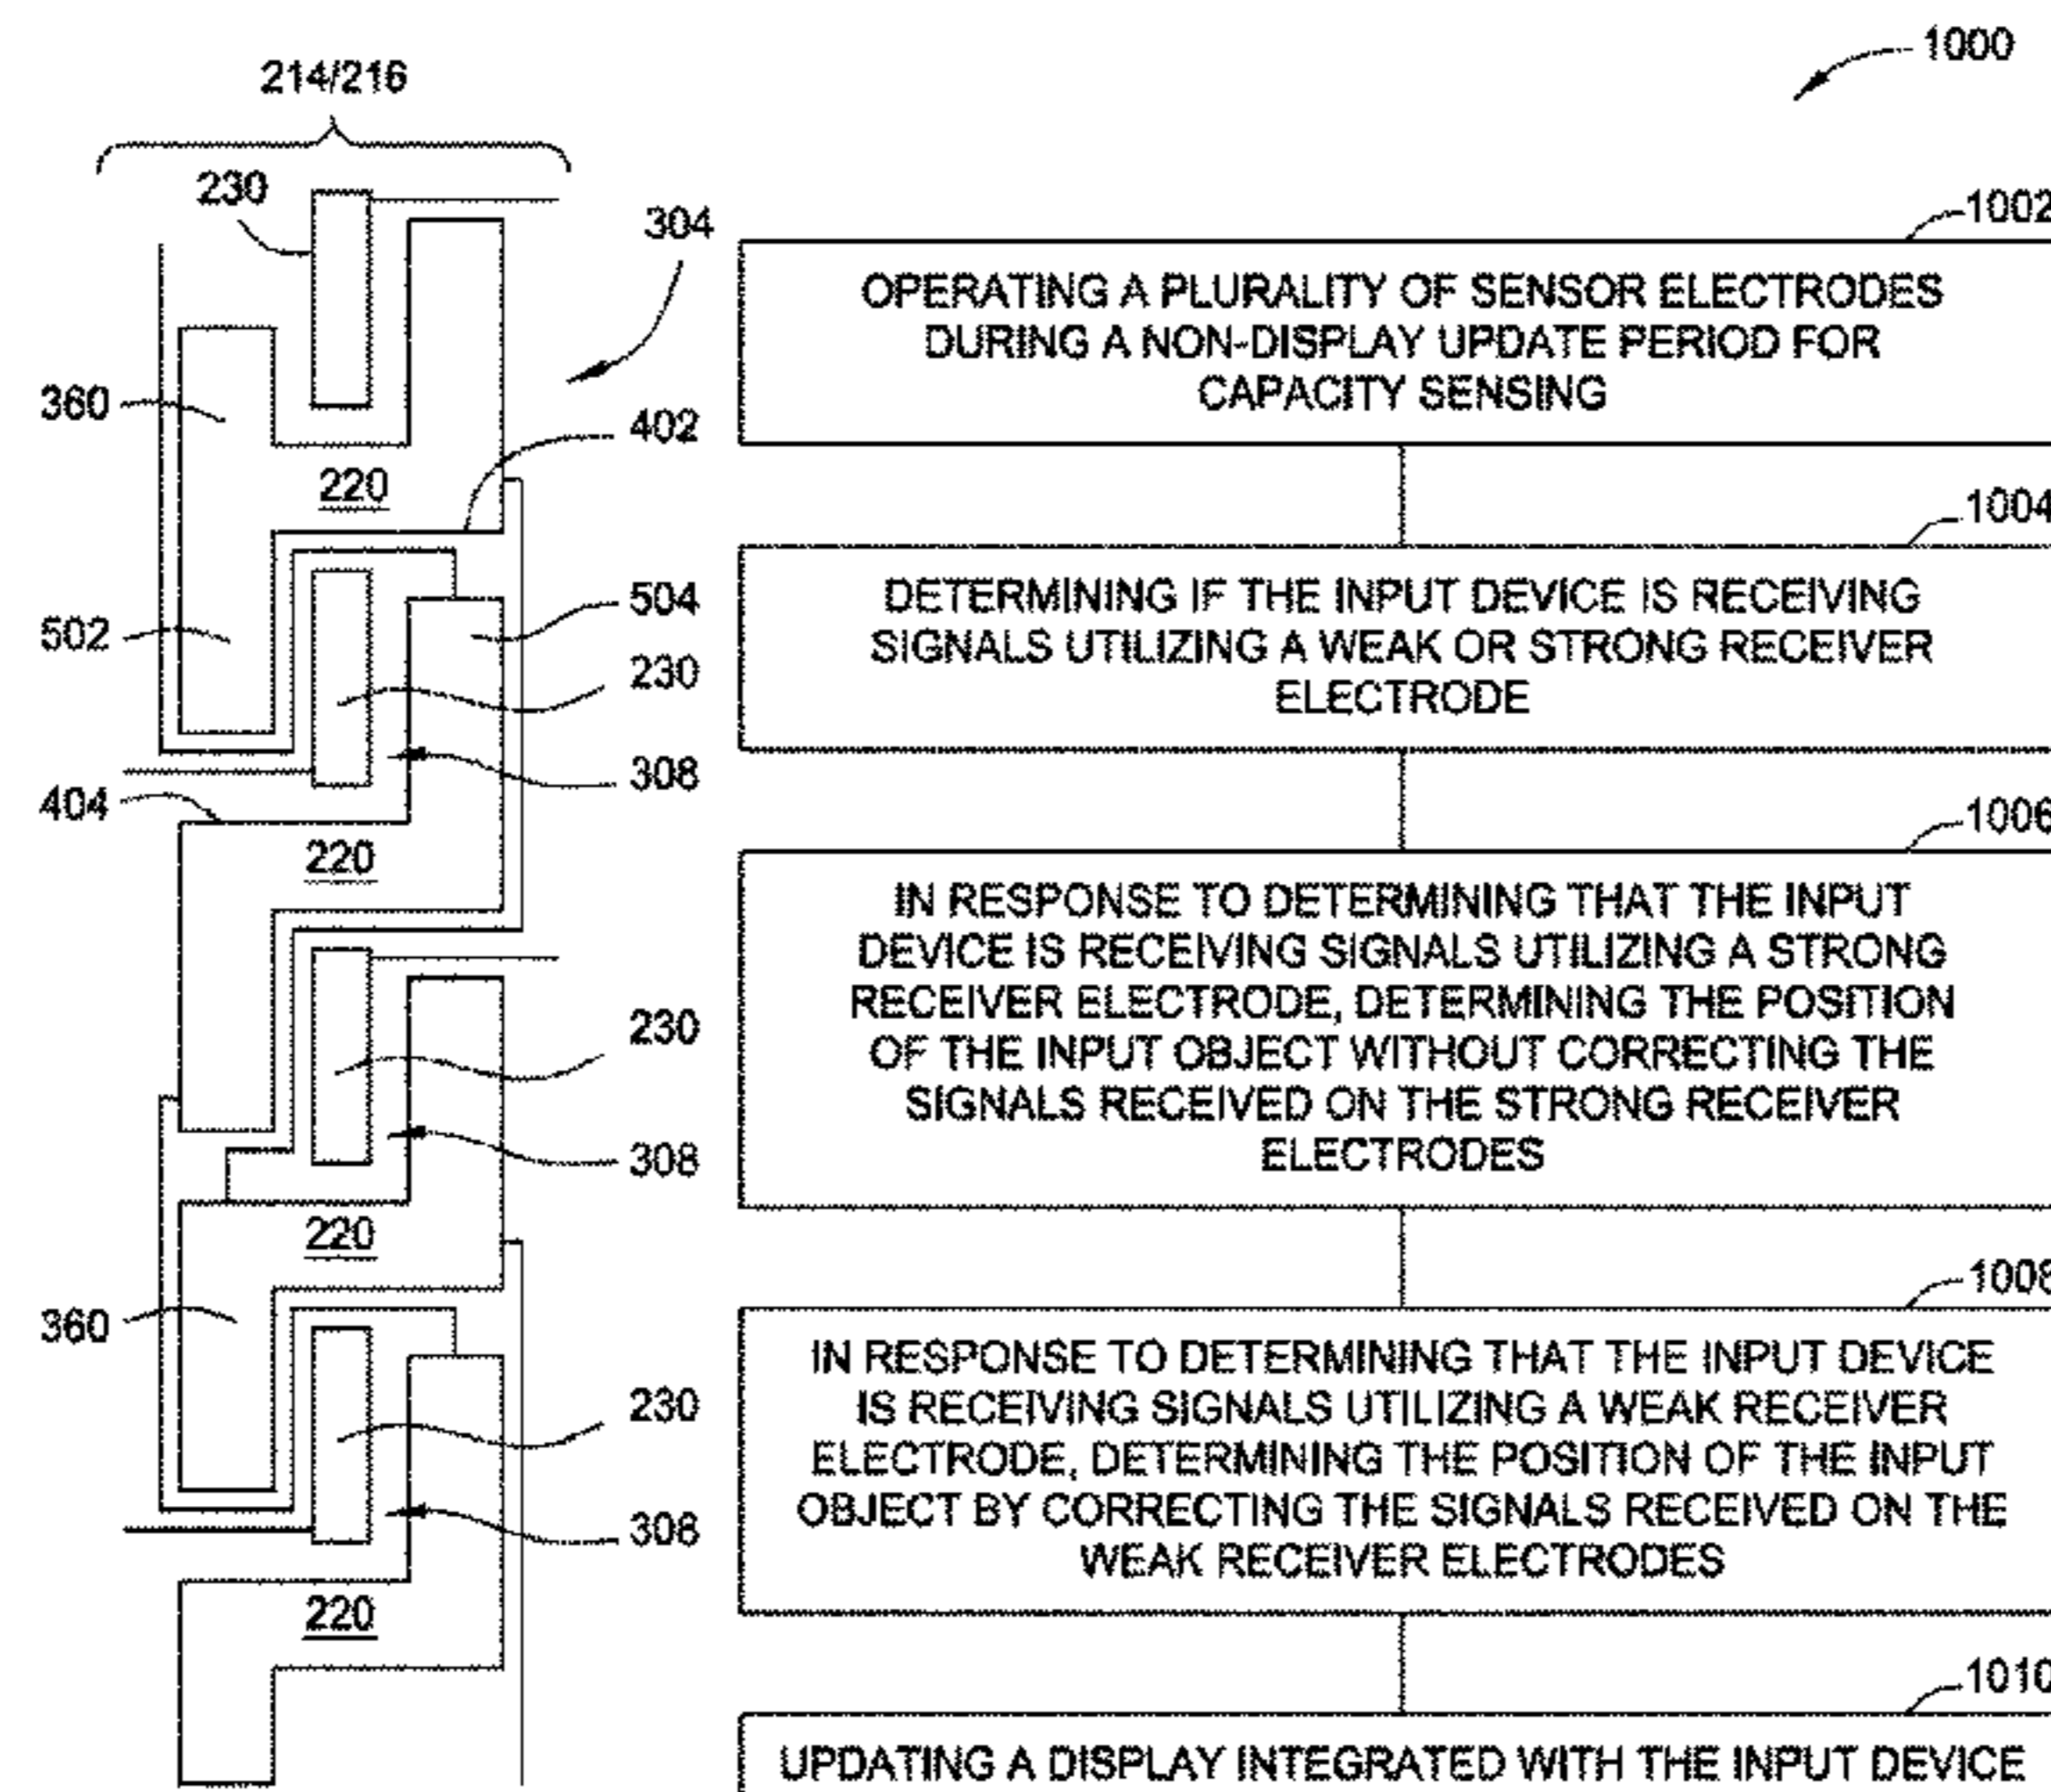 1000
214/216
230
304
360
402
220
502
504
230
308
404
220
230
308
220
360
230
308
220
1002
OPERATING A PLURALITY OF SENSOR ELECTRODES
DURING A NON-DISPLAY UPDATE PERIOD FOR
CAPACITY SENSING
1004
DETERMINING IF THE INPUT DEVICE IS RECEIVING
SIGNALS UTILIZING A WEAK OR STRONG RECEIVER
ELECTRODE
1006
IN RESPONSE TO DETERMINING THAT THE INPUT
DEVICE IS RECEIVING SIGNALS UTILIZING A STRONG
RECEIVER ELECTRODE, DETERMINING THE POSITION
OF THE INPUT OBJECT WITHOUT CORRECTING THE
SIGNALS RECEIVED ON THE STRONG RECEIVER
ELECTRODES
1008
IN RESPONSE TO DETERMINING THAT THE INPUT DEVICE
IS RECEIVING SIGNALS UTILIZING A WEAK RECEIVER
ELECTRODE, DETERMINING THE POSITION OF THE INPUT
OBJECT BY CORRECTING THE SIGNALS RECEIVED ON THE
WEAK RECEIVER ELECTRODES
1010
UPDATING A DISPLAY INTEGRATED WITH THE INPUT DEVICE